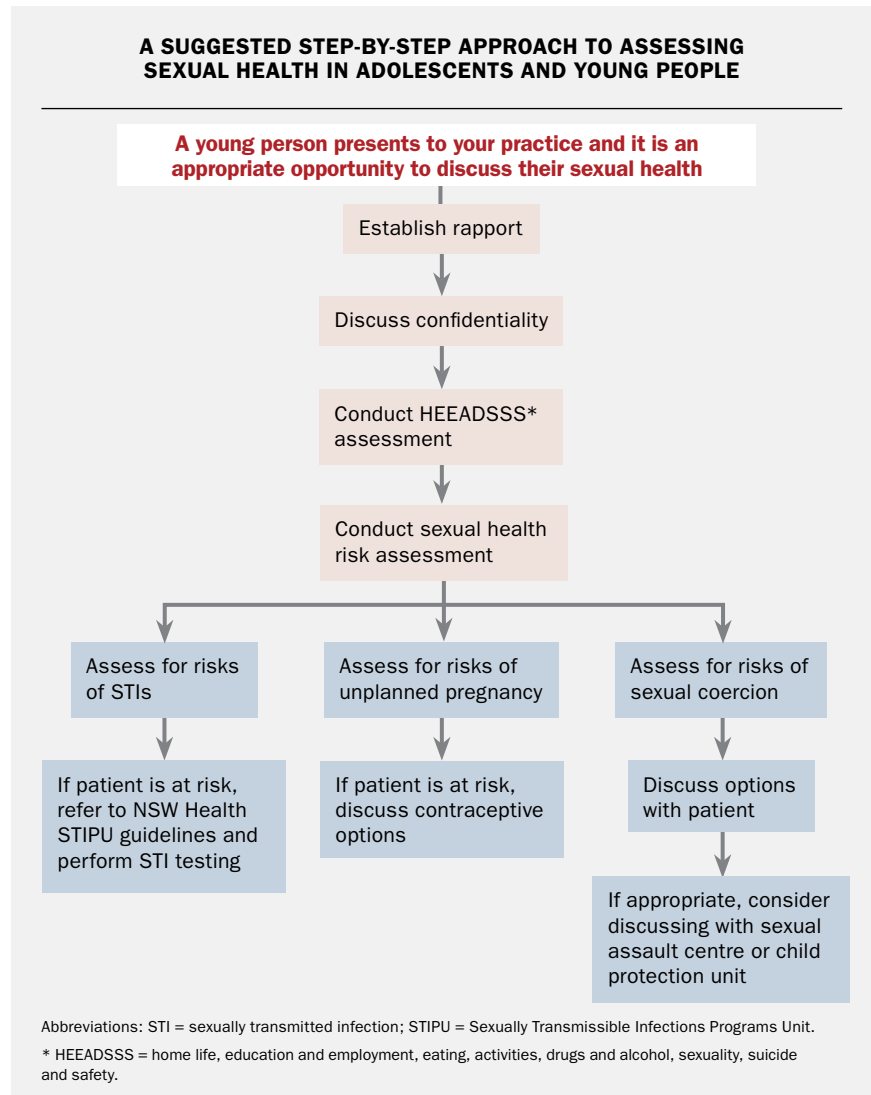 A SUGGESTED STEP-BY-STEP APPROACH TO ASSESSING
SEXUAL HEALTH IN ADOLESCENTS AND YOUNG PEOPLE
A young person presents to your practice and it is an
appropriate opportunity to discuss their sexual health
Establish rapport
Discuss confidentiality
Conduct HEEADSSS*
assessment
Conduct sexual health
risk assessment
Assess for risks
of STIs
If patient is at risk,
refer to NSW Health
STIPU guidelines and
perform STI testing
Assess for risks of
unplanned pregnancy
If patient is at risk,
discuss contraceptive
options
Assess for risks of
sexual coercion
Discuss options
with patient
If appropriate, consider
discussing with sexual
assault centre or child
protection unit
Abbreviations: STI = sexually transmitted infection; STIPU = Sexually Transmissible Infections Programs Unit.
* HEEADSSS = home life, education and employment, eating, activities, drugs and alcohol, sexuality, suicide
and safety.